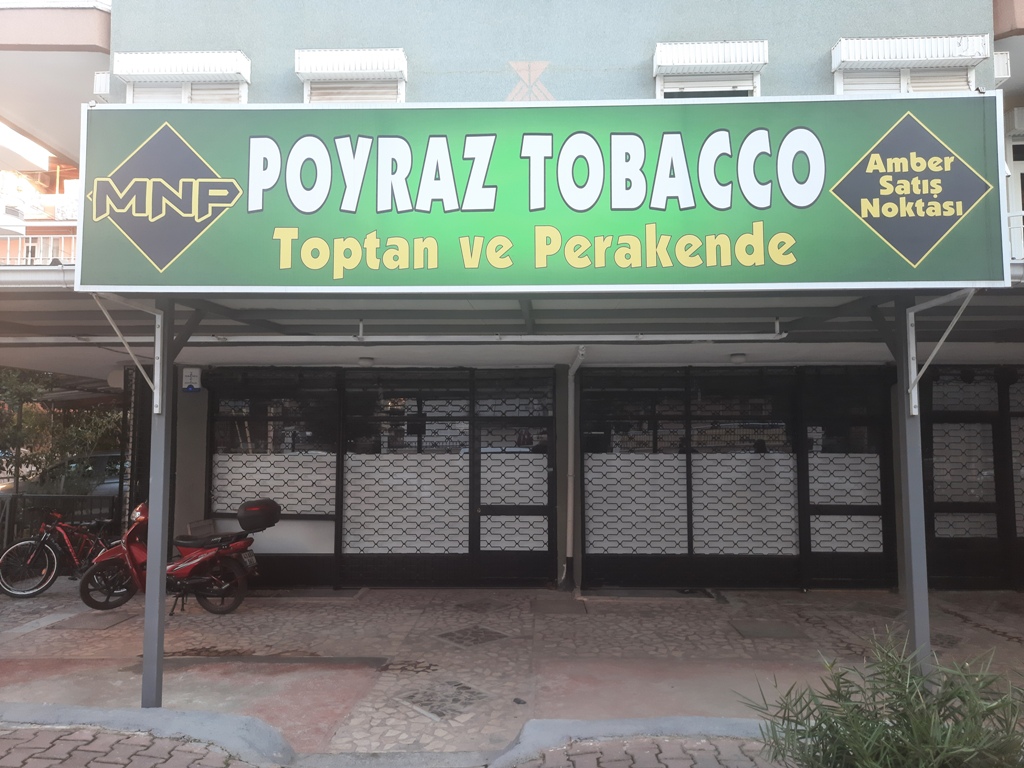 MNP
POYRAZ TOBACCO
Toptan ve Perakende
Amber
Satış
Noktası